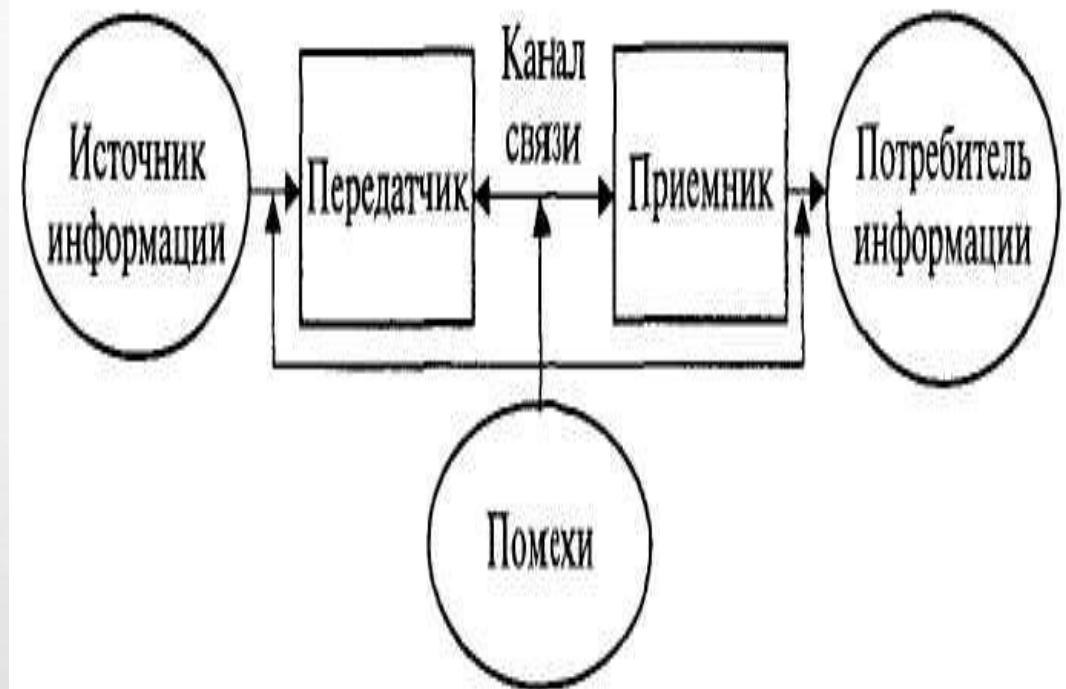 Источник
информации
Передатчик
Канал
связи
Приемник
Потребитель
информации
Помехи